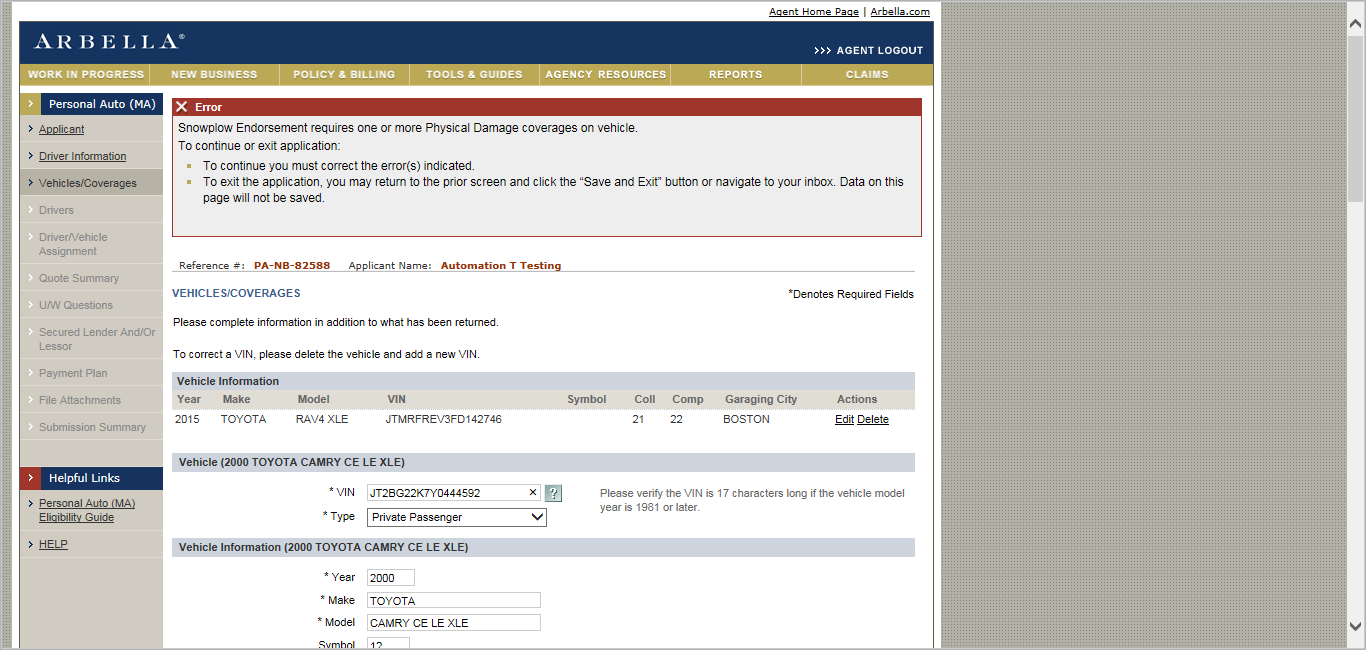 Agent Home Page | Arbella.com
ARBELLA®
>>> AGENT LOGOUT
WORK IN PROGRESS NEW BUSINESS POLICY & BILLING TOOLS & GUIDES AGENCY RESOURCES REPORTS CLAIMS
Personal Auto (MA)
Applicant
Driver Information
Vehicles/Coverages
Drivers
Driver/Vehicle
Assignment
Quote Summary
U/W Questions
Secured Lender And/Or
Lessor
Payment Plan
File Attachments
Submission Summary
Helpful Links
Personal Auto (MA)
Eligibility Guide
HELP
Error
Snowplow Endorsement requires one or more Physical Damage coverages on vehicle.
To continue or exit application:
To continue you must correct the error(s) indicated.
To exit the application, you may return to the prior screen and click the “Save and Exit” button or navigate to your inbox. Data on this
page will not be saved.
Reference #: PA-NB-82588 Applicant Name: Automation T Testing
VEHICLES/COVERAGES
*Denotes Required Fields
Please complete information in addition to what has been returned.
To correct a VIN, please delete the vehicle and add a new VIN.
Vehicle Information
Year Make Model VIN Symbol Coll Comp Garaging City Actions
2015 TOYOTA RAV4 XLE JTMRFREV3FD142746 21 22 BOSTON Edit Delete
Vehicle (2000 TOYOTA CAMRY CE LE XLE)
* VIN JT2BG22K7Y0444592 × ?
Please verify the VIN is 17 characters long if the vehicle model
year is 1981 or later.
* Type Private Passenger
Vehicle Information (2000 TOYOTA CAMRY CE LE XLE)
* Year 2000
* Make TOYOTA
* Model CAMRY CE LE XLE
Symbol 12